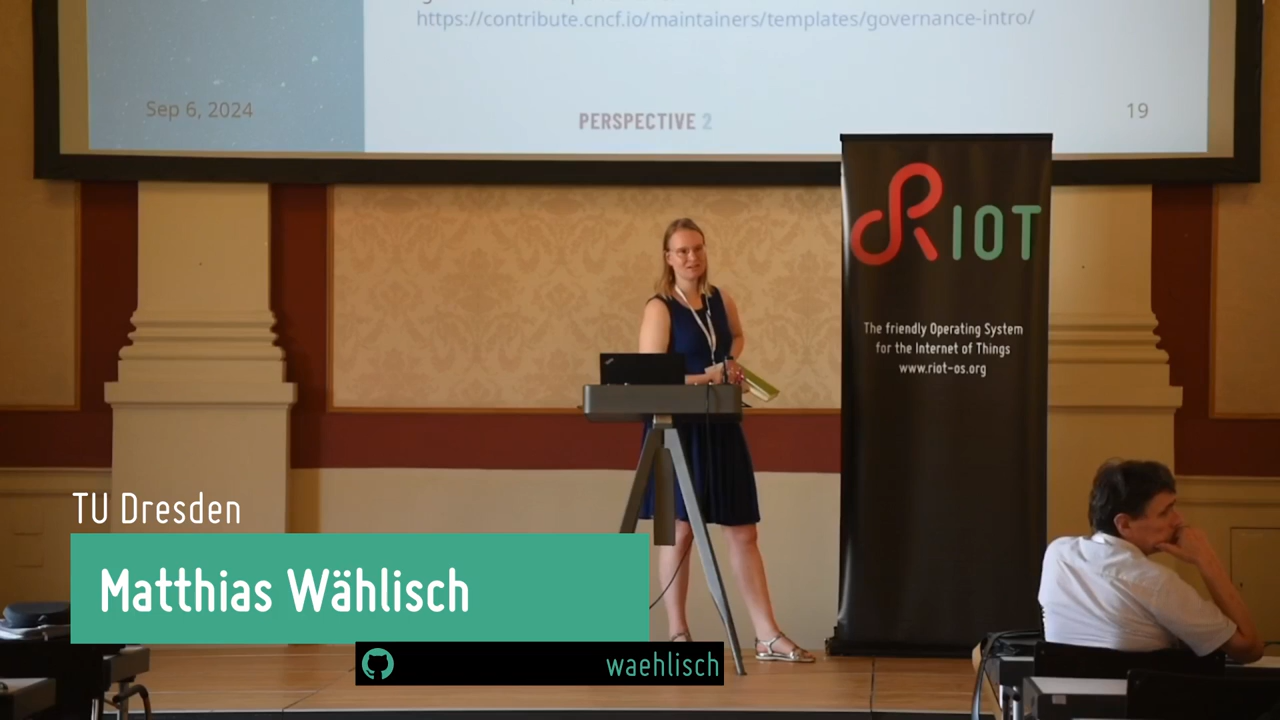 https://contribute.cncf.io/maintainers/templates/governance-intro/
Sep 6, 2024
PERSPECTIVE 2
19
RIOT
The friendly Operating System
for the Internet of Things
www.riot-os.org
TU Dresden
Matthias Wählisch
waehlisch